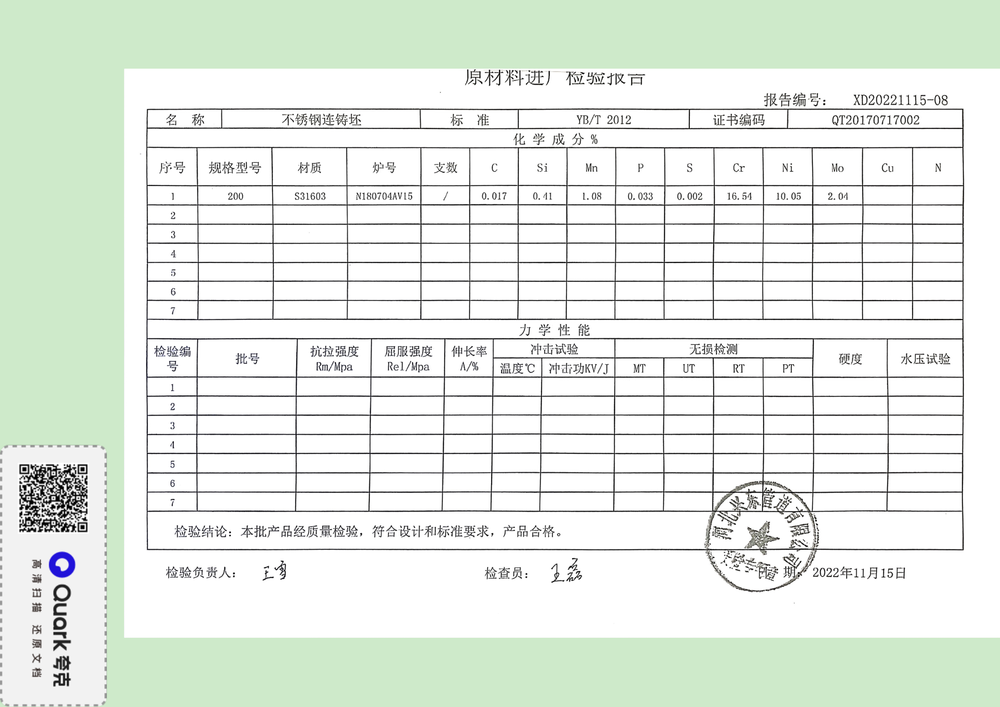 原材料进厂检验报告
报告编号： XD20221115-08
名 称 不锈钢连铸坯 标 准 YB/T 2012 证书编码 QT20170717002
化 学 成 分 %
序号 规格型号 材质 炉号 支数 C Si Mn P S Cr Ni Mo Cu N
1 200 S31603 N180704AV15 / 0.017 0.41 1.08 0.033 0.002 16.54 10.05 2.04
2
3
4
5
6
7
力 学 性 能
检验编号 批号 抗拉强度 Rm/Mpa 屈服强度 Rel/Mpa 伸长率 A/% 冲击试验 无损检测 硬度 水压试验
温度℃ 冲击功KV/J MT UT RT PT
1
2
3
4
5
6
7
检验结论：本批产品经质量检验，符合设计和标准要求，产品合格。
检验负责人： 王雪 检查员： 王磊 日 期： 2022年11月15日
河北兴东管道有限公司
Quark 夸克
高清扫描 还原文档